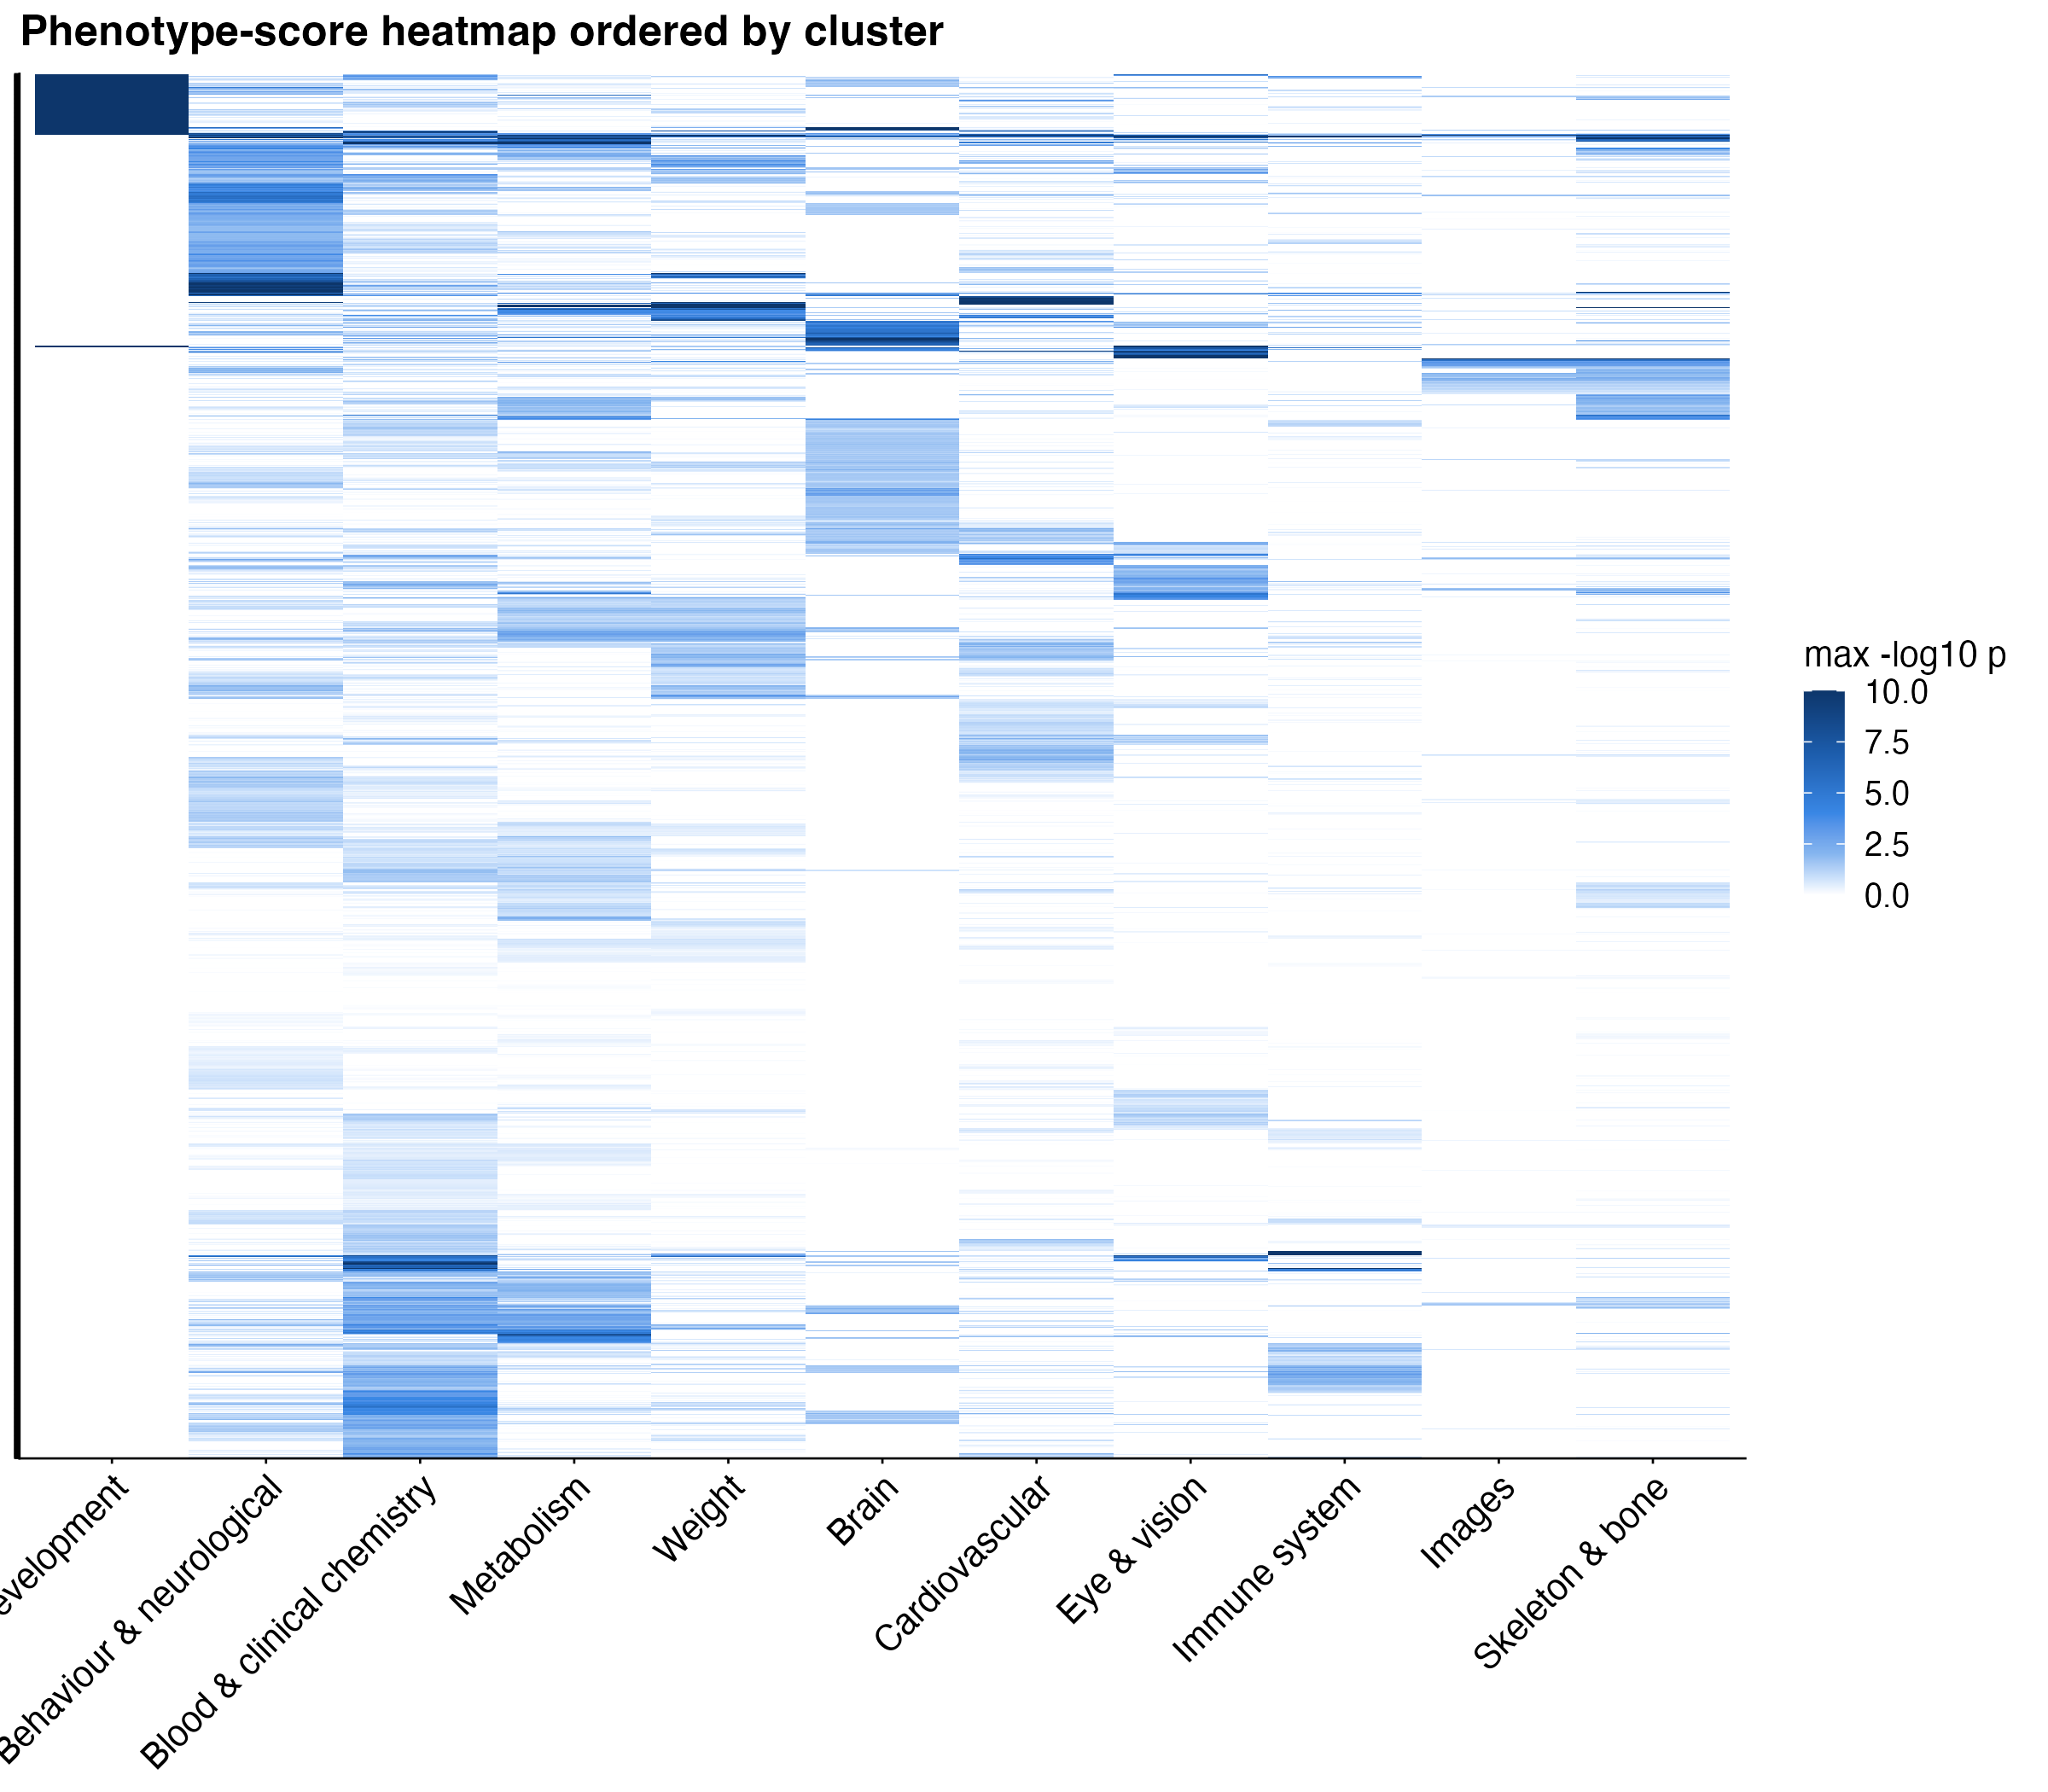 Phenotype-score heatmap ordered by cluster
max -log10 p
10.0
7.5
5.0
2.5
0.0
evelopment
Behaviour & neurological
Blood & clinical chemistry
Metabolism
Weight
Brain
Cardiovascular
Eye & vision
Immune system
Images
Skeleton & bone